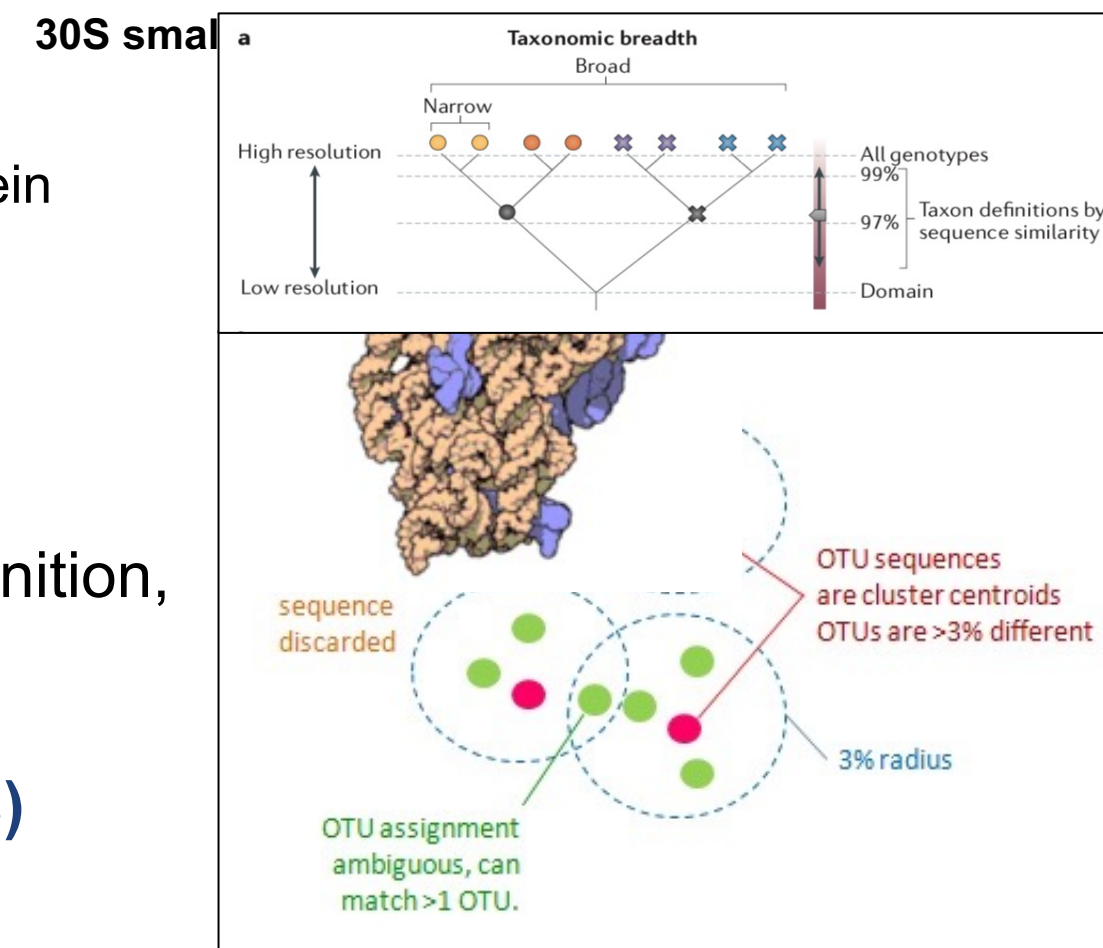 30S smal
ein
nition,
)
a
Taxonomic breadth
Broad
Narrow
High resolution
Low resolution
All genotypes
99%
97%
Taxon definitions by
sequence similarity
Domain
sequence
discarded
OTU sequences
are cluster centroids
OTUs are >3% different
3% radius
OTU assignment
ambiguous, can
match >1 OTU.